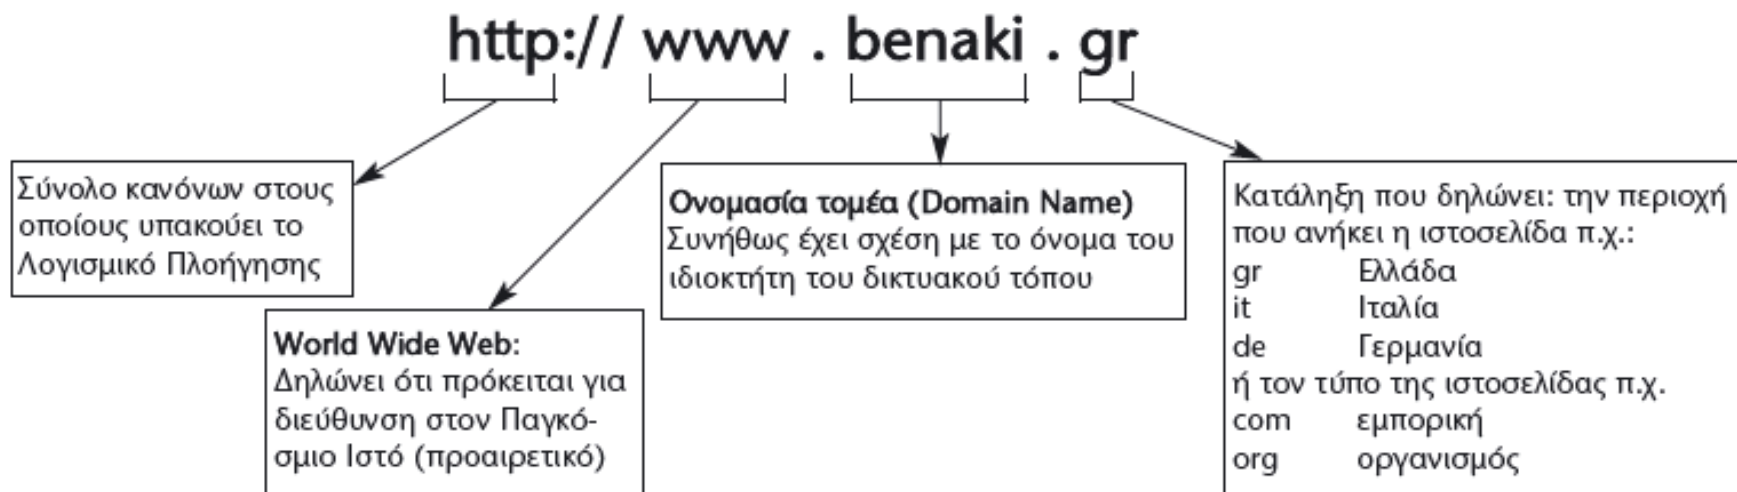 http:// www . benaki . gr
Σύνολο κανόνων στους
οποίους υπακούει το
Λογισμικό Πλοήγησης
World Wide Web:
Δηλώνει ότι πρόκειται για
διεύθυνση στον Παγκό-
σμιο Ιστό (προαιρετικό)
Ονομασία τομέα (Domain Name)
Συνήθως έχει σχέση με το όνομα του
ιδιοκτήτη του δικτυακού τόπου
Κατάληξη που δηλώνει: την περιοχή
που ανήκει η ιστοσελίδα π.χ.:
gr Ελλάδα
it Ιταλία
de Γερμανία
ή τον τύπο της ιστοσελίδας π.χ.
com εμπορική
org οργανισμός